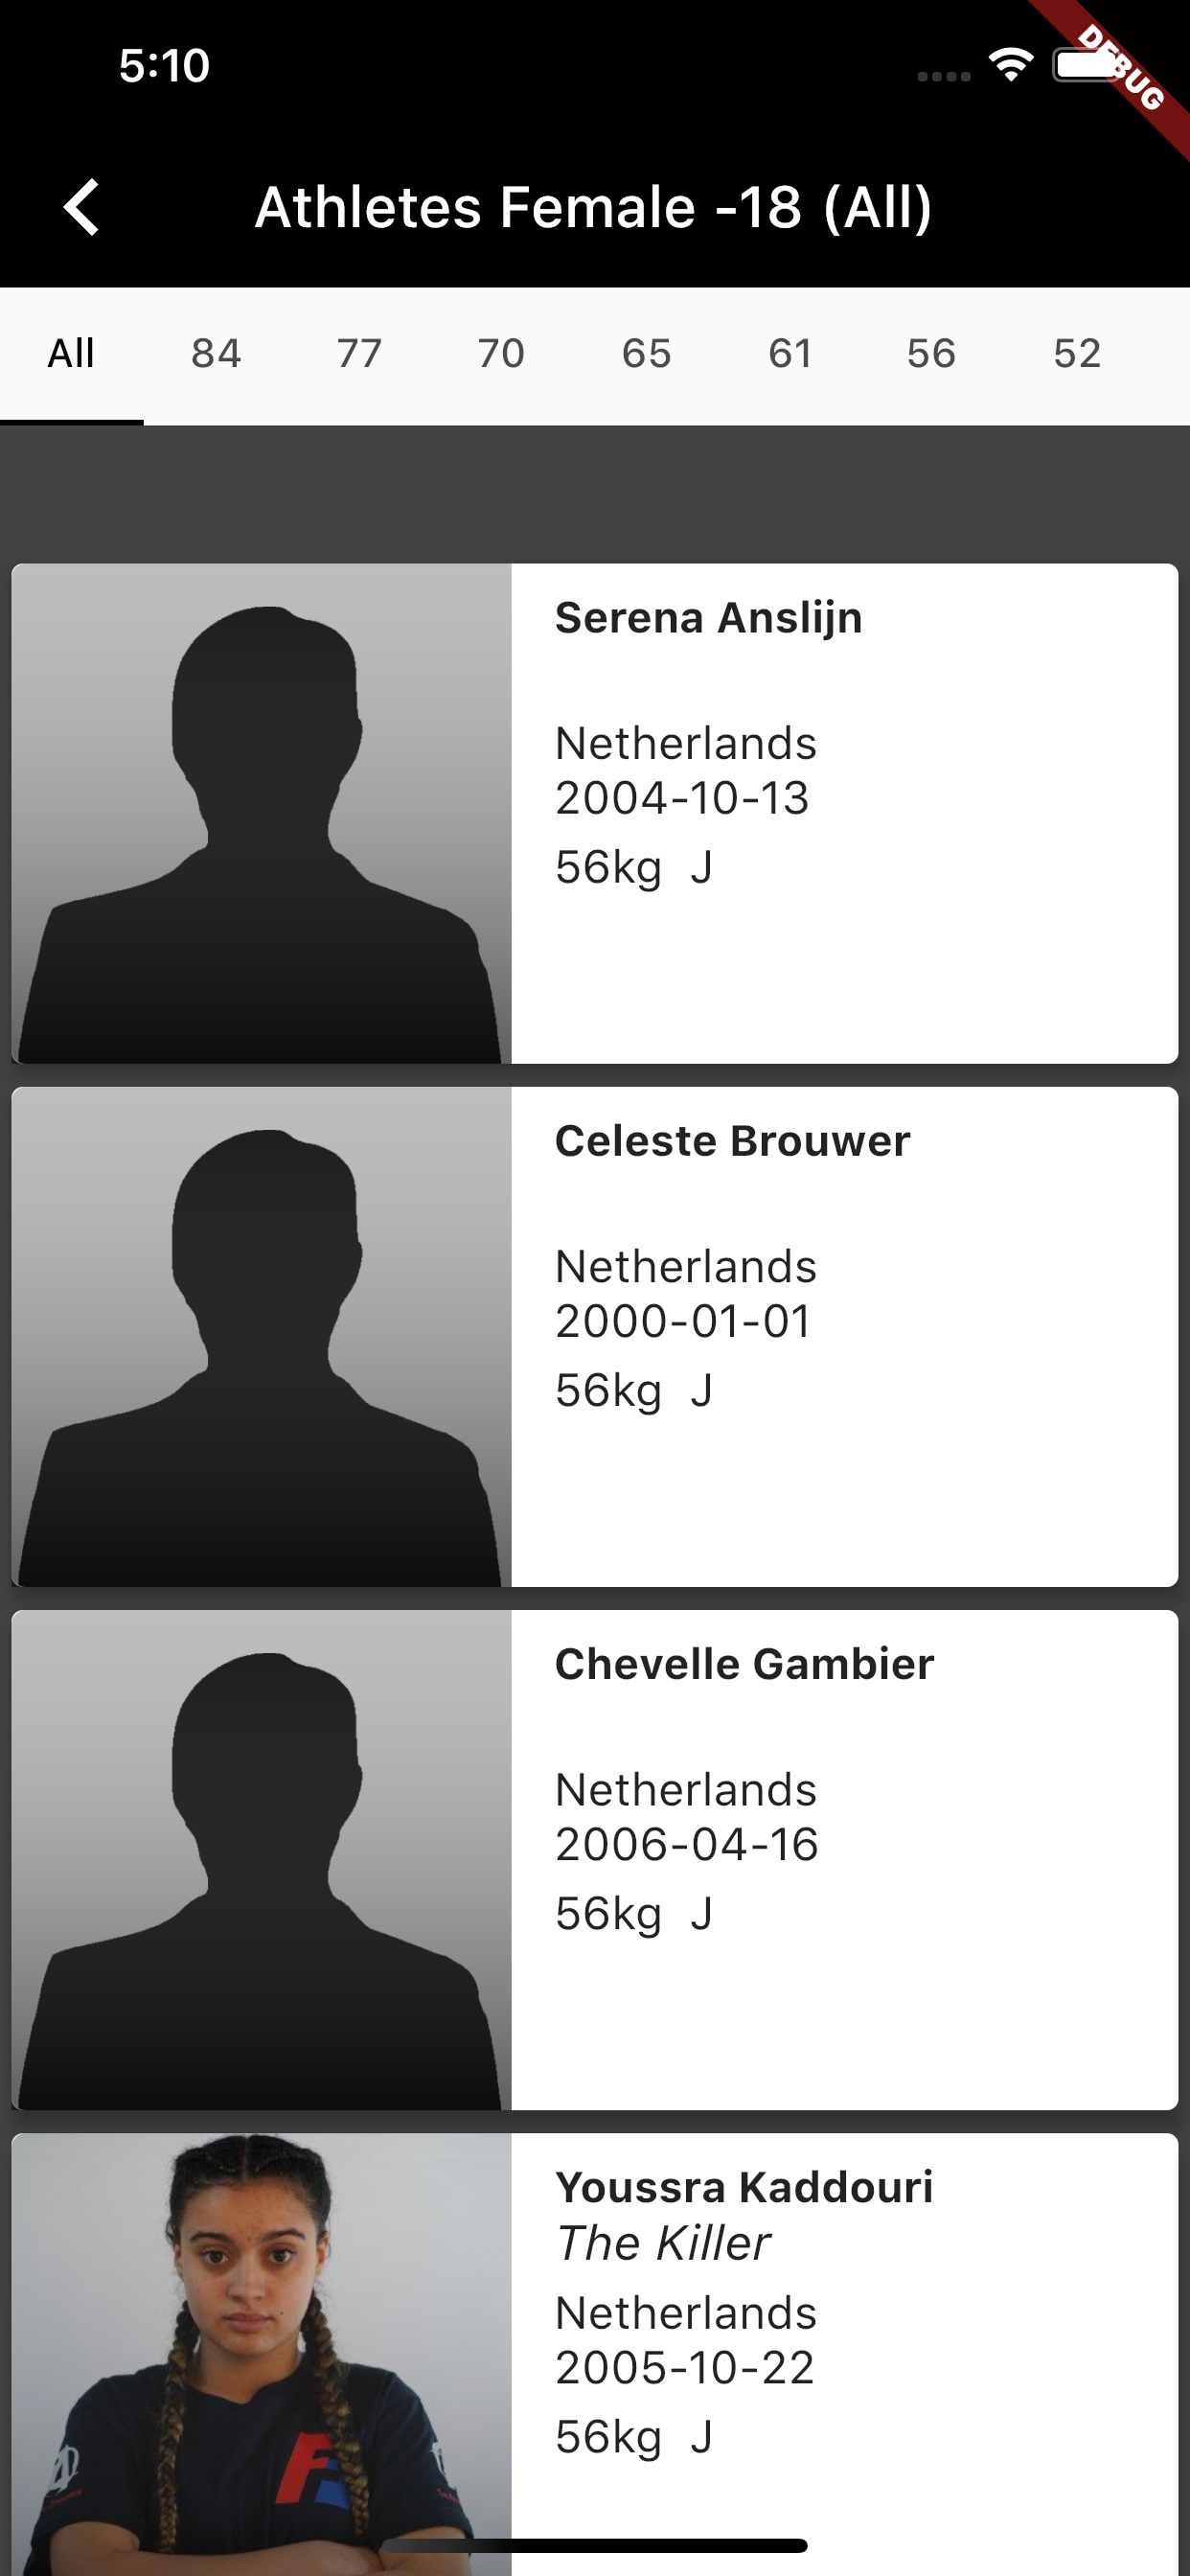 5:10
DEBUG
Athletes Female -18 (All)
All 84 77 70 65 61 56 52
Serena Anslijn
Netherlands
2004-10-13
56kg J
Celeste Brouwer
Netherlands
2000-01-01
56kg J
Chevelle Gambier
Netherlands
2006-04-16
56kg J
Youssra Kaddouri
The Killer
Netherlands
2005-10-22
56kg J